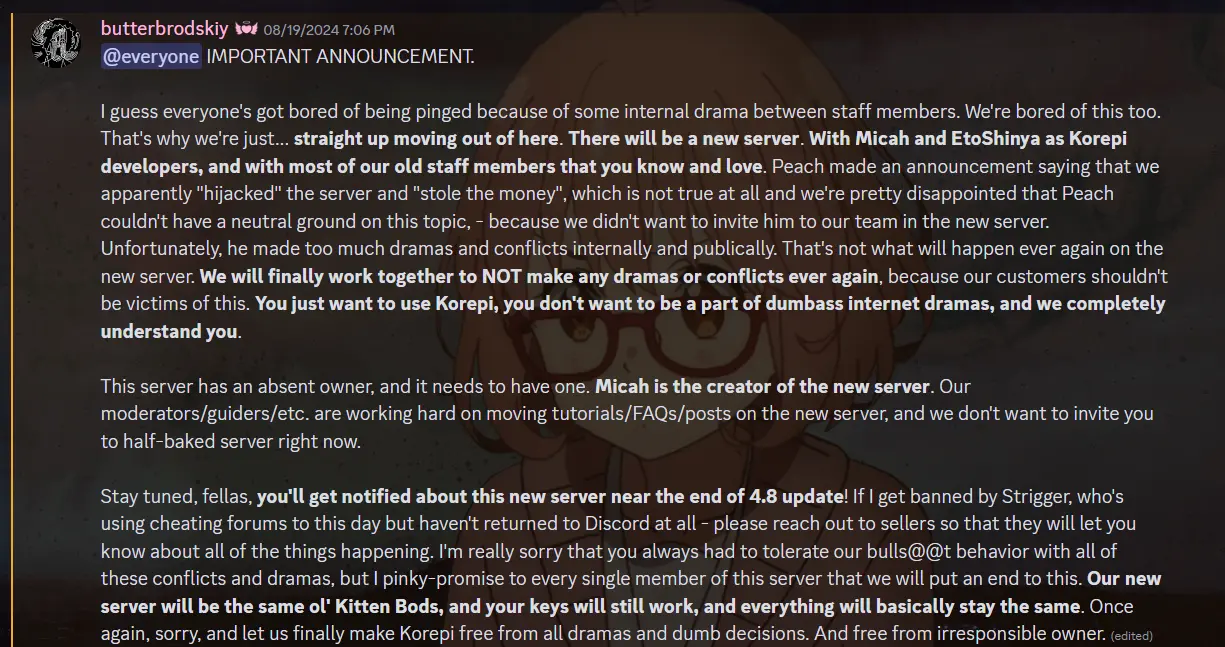 butterbrodskiy 08/19/2024 7:06 PM
@everyone IMPORTANT ANNOUNCEMENT.
I guess everyone's got bored of being pinged because of some internal drama between staff members. We're bored of this too.
That's why we're just... straight up moving out of here. There will be a new server. With Micah and EtoShinya as Korepi
developers, and with most of our old staff members that you know and love. Peach made an announcement saying that we
apparently "hijacked" the server and "stole the money", which is not true at all and we're pretty disappointed that Peach
couldn't have a neutral ground on this topic, - because we didn't want to invite him to our team in the new server.
Unfortunately, he made too much dramas and conflicts internally and publically. That's not what will happen ever again on the
new server. We will finally work together to NOT make any dramas or conflicts ever again, because our customers shouldn't
be victims of this. You just want to use Korepi, you don't want to be a part of dumbass internet dramas, and we completely
understand you.
This server has an absent owner, and it needs to have one. Micah is the creator of the new server. Our
moderators/guiders/etc. are working hard on moving tutorials/FAQs/posts on the new server, and we don't want to invite you
to half-baked server right now.
Stay tuned, fellas, you'll get notified about this new server near the end of 4.8 update! If I get banned by Strigger, who's
using cheating forums to this day but haven't returned to Discord at all - please reach out to sellers so that they will let you
know about all of the things happening. I'm really sorry that you always had to tolerate our bulls@@t behavior with all of
these conflicts and dramas, but I pinky-promise to every single member of this server that we will put an end to this. Our new
server will be the same ol' Kitten Bods, and your keys will still work, and everything will basically stay the same. Once
again, sorry, and let us finally make Korepi free from all dramas and dumb decisions. And free from irresponsible owner. (edited)